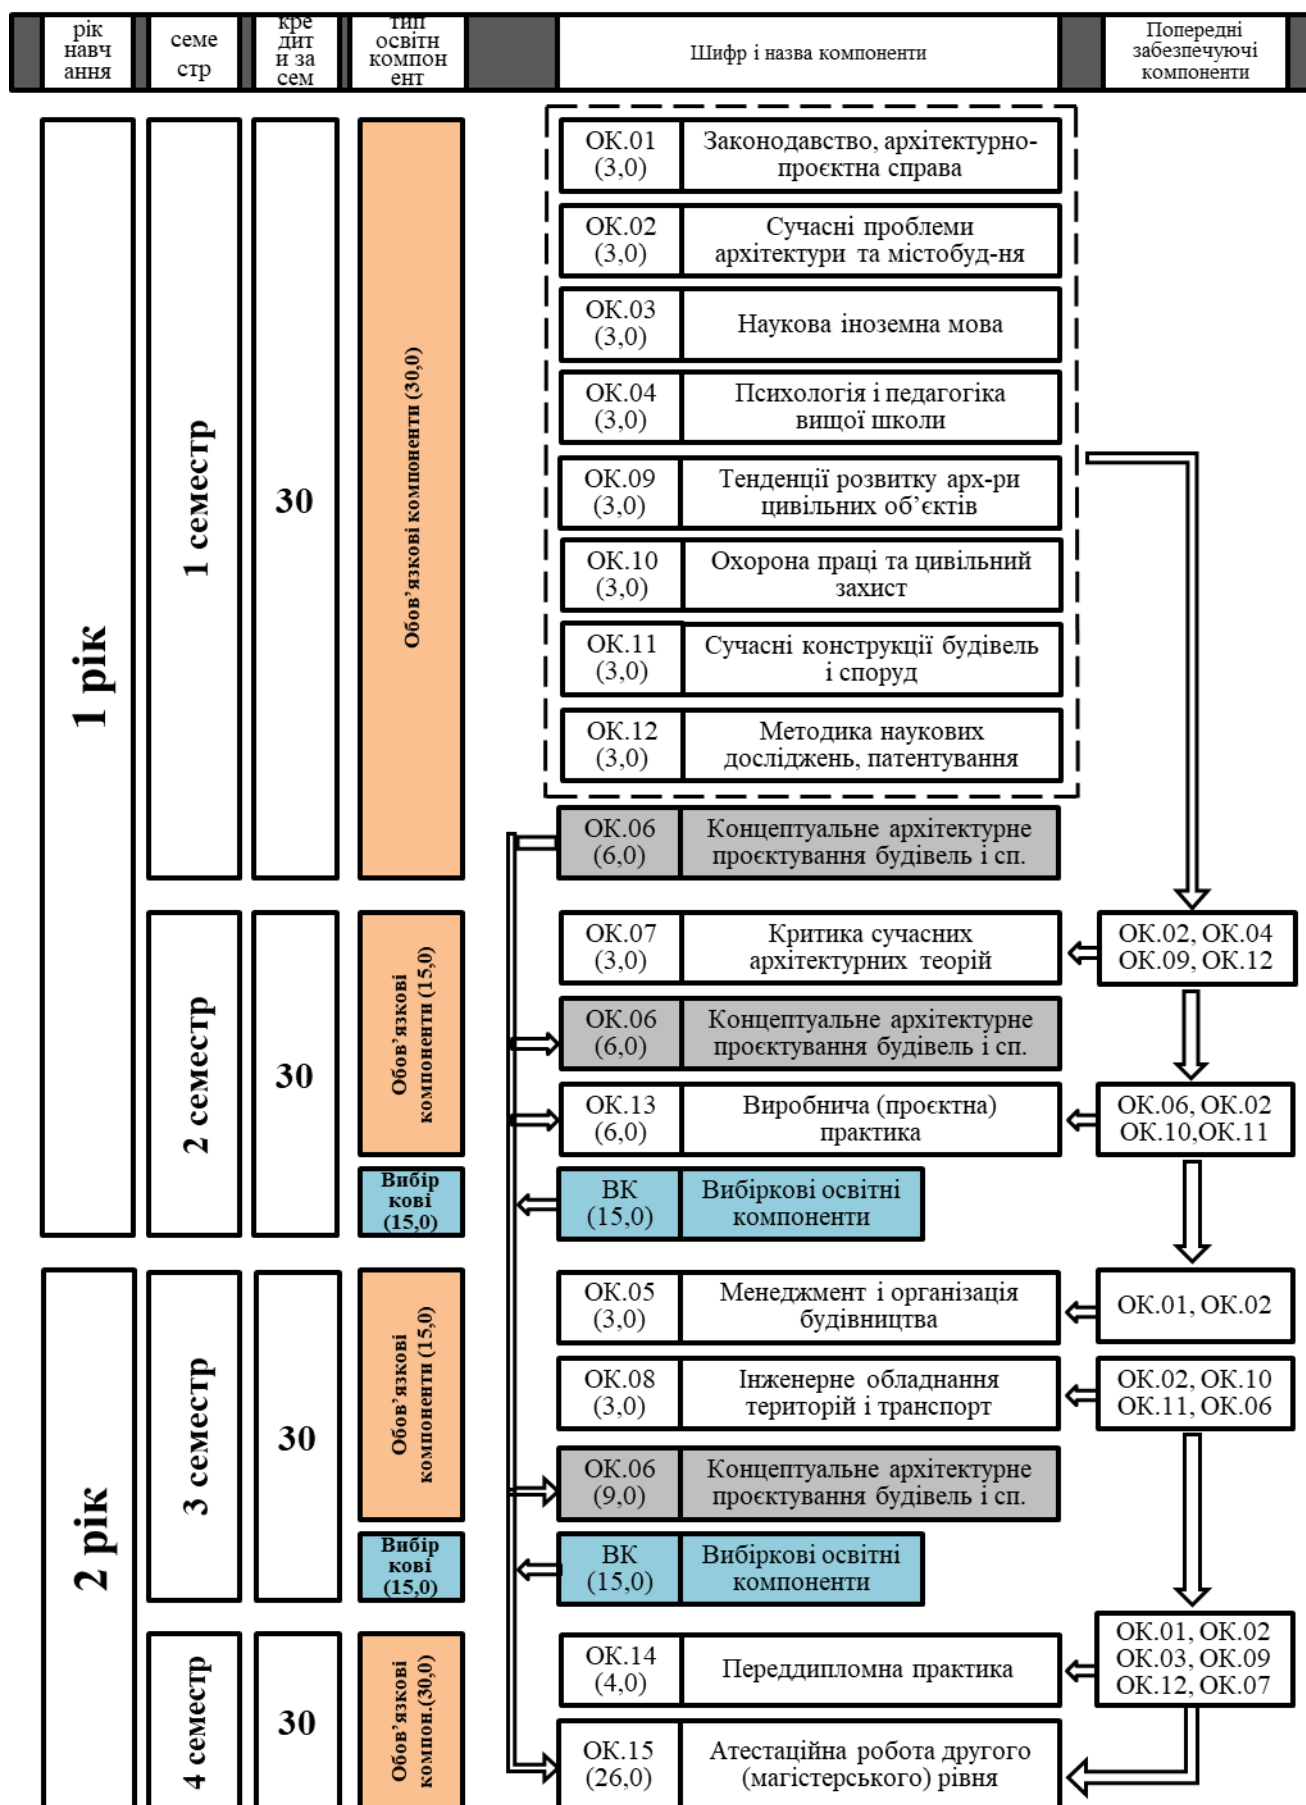 рік
навч
ання
семе
стр
кре
дит
и за
сем
тип
освітн
компон
ент
Шифр і назва компоненти
Попередні
забезпечуючі
компоненти
1 рік
1 семестр
30
Обов’язкові компоненти (30,0)
ОК.01
(3,0)
Законодавство, архітектурно-
проєктна справа
ОК.02
(3,0)
Сучасні проблеми
архітектури та містобуд-ня
ОК.03
(3,0)
Наукова іноземна мова
ОК.04
(3,0)
Психологія і педагогіка
вищої школи
ОК.09
(3,0)
Тенденції розвитку арх-ри
цивільних об’єктів
ОК.10
(3,0)
Охорона праці та цивільний
захист
ОК.11
(3,0)
Сучасні конструкції будівель
і споруд
ОК.12
(3,0)
Методика наукових
досліджень, патентування
ОК.06
(6,0)
Концептуальне архітектурне
проєктування будівель і сп.
2 семестр
30
Обов’язкові
компоненти (15,0)
ОК.07
(3,0)
Критика сучасних
архітектурних теорій
ОК.02, ОК.04
ОК.09, ОК.12
ОК.06
(6,0)
Концептуальне архітектурне
проєктування будівель і сп.
ОК.13
(6,0)
Виробнича (проєктна)
практика
ОК.06, ОК.02
ОК.10,ОК.11
Вибір
кові
(15,0)
ВК
(15,0)
Вибіркові освітні
компоненти
2 рік
3 семестр
30
Обов’язкові
компоненти (15,0)
ОК.05
(3,0)
Менеджмент і організація
будівництва
ОК.01, ОК.02
ОК.08
(3,0)
Інженерне обладнання
територій і транспорт
ОК.02, ОК.10
ОК.11, ОК.06
ОК.06
(9,0)
Концептуальне архітектурне
проєктування будівель і сп.
Вибір
кові
(15,0)
ВК
(15,0)
Вибіркові освітні
компоненти
4 семестр
30
Обов’язкові
компон.(30,0)
ОК.14
(4,0)
Переддипломна практика
ОК.01, ОК.02
ОК.03, ОК.09
ОК.12, ОК.07
ОК.15
(26,0)
Атестаційна робота другого
(магістерського) рівня